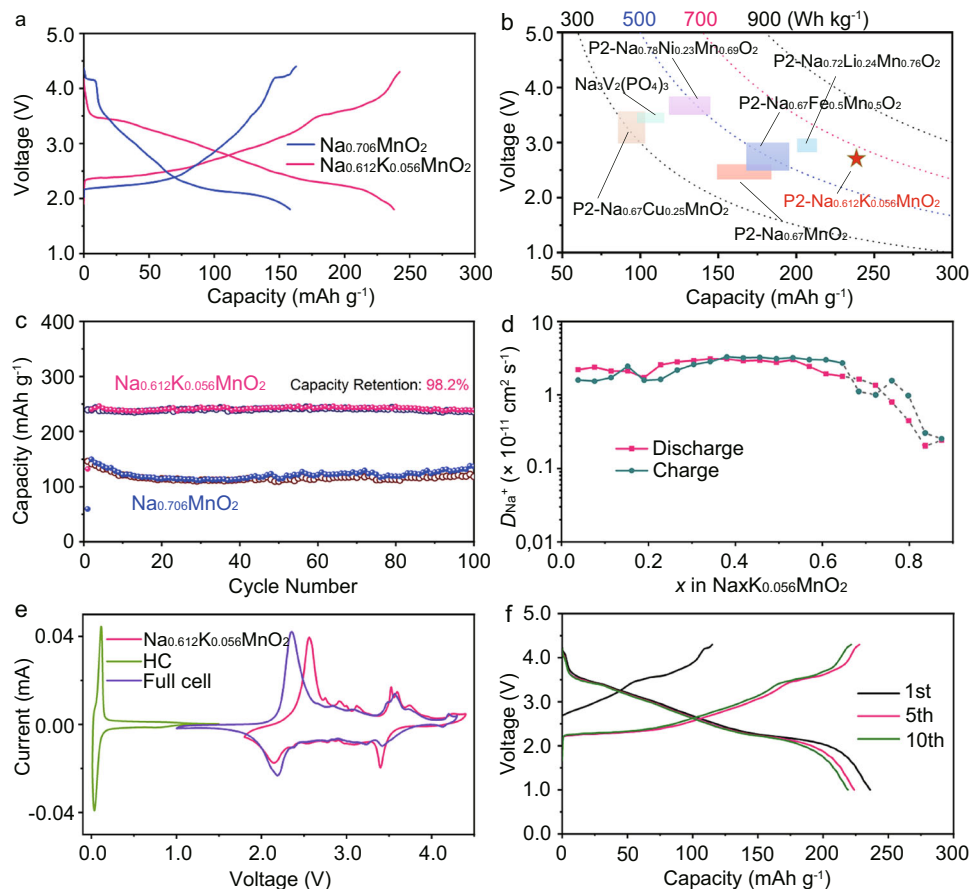 a
Voltage (V)
5.0
4.0
3.0
2.0
1.0
Na0.706MnO2
Na0.612K0.056MnO2
0 50 100 150 200 250 300
Capacity (mAh g-1)
b
300 500 700 900 (Wh kg-1)
Voltage (V)
5.0
4.0
3.0
2.0
1.0
P2-Na0.78Ni0.23Mn0.69O2
P2-Na0.72Li0.24Mn0.76O2
Na3V2(PO4)3
P2-Na0.67Fe0.5Mn0.5O2
P2-Na0.67Cu0.25MnO2
P2-Na0.612K0.056MnO2
P2-Na0.67MnO2
50 100 150 200 250 300
Capacity (mAh g-1)
c
Capacity (mAh g-1)
400
300
200
100
0
Na0.612K0.056MnO2
Capacity Retention: 98.2%
Na0.706MnO2
0 20 40 60 80 100
Cycle Number
d
DNa+ (× 10-11 cm2 s-1)
10
1
0.1
0,01
Discharge
Charge
0.0 0.2 0.4 0.6 0.8 1.0
x in NaxK0.056MnO2
e
Current (mA)
0.04
0.00
-0.04
Na0.612K0.056MnO2
HC
Full cell
0.0 1.0 2.0 3.0 4.0
Voltage (V)
f
Voltage (V)
5.0
4.0
3.0
2.0
1.0
0.0
1st
5th
10th
0 50 100 150 200 250 300
Capacity (mAh g-1)